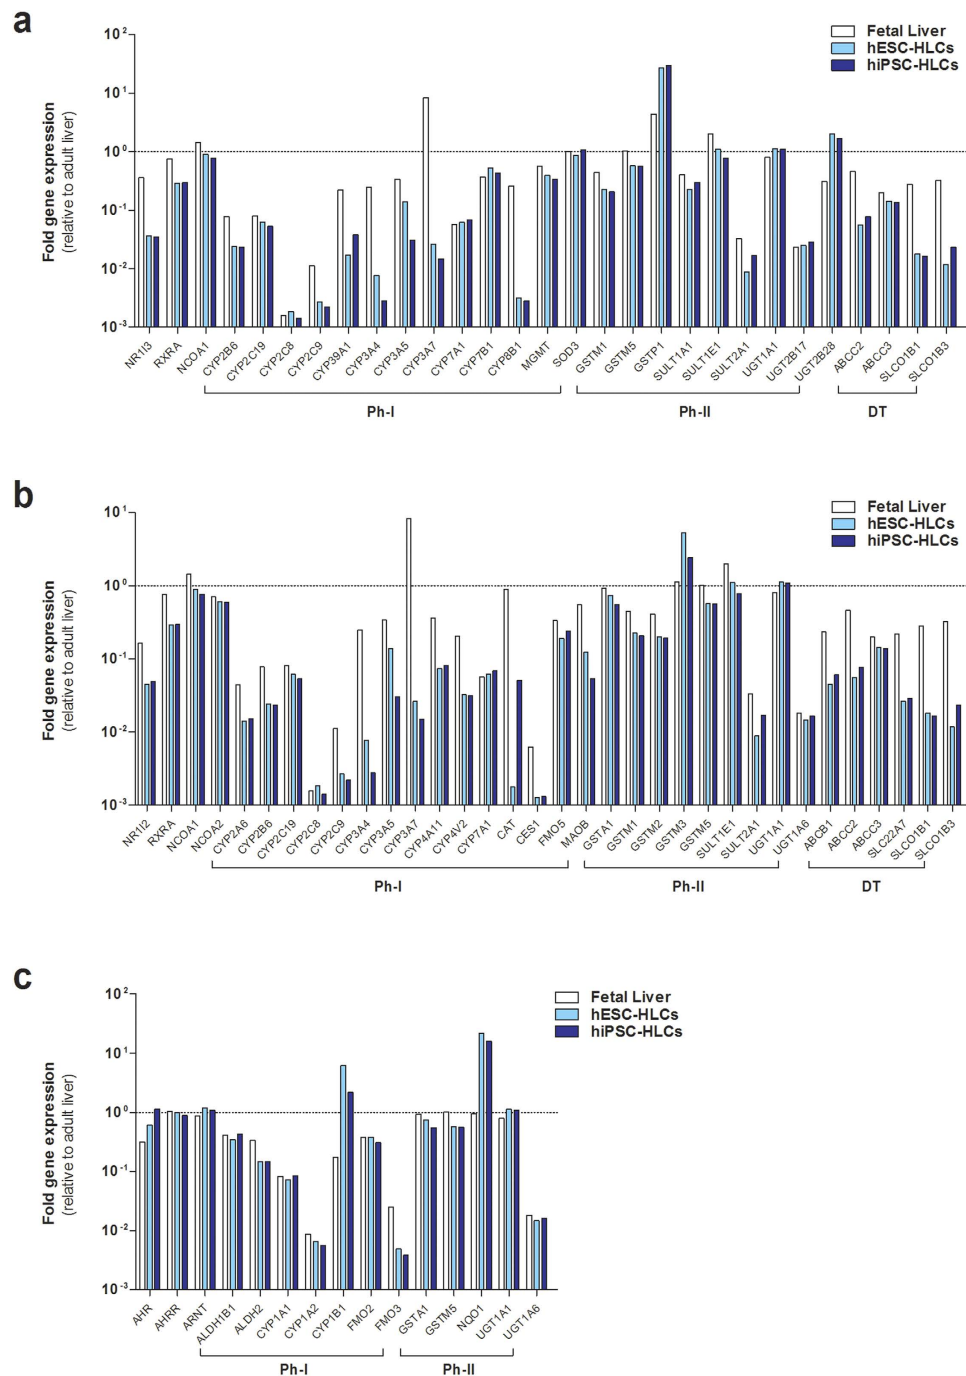 a
Fetal Liver
hESC-HLCs
hiPSC-HLCs
Fold gene expression
(relative to adult liver)
10²
10¹
10⁰
10⁻¹
10⁻²
10⁻³
NR1I3
RXRA
NCOA1
CYP2B6
CYP2C19
CYP2C8
CYP2C9
CYP39A1
CYP3A4
CYP3A5
CYP3A7
CYP7A1
CYP7B1
CYP8B1
MGMT
SOD3
GSTM1
GSTM5
GSTP1
SULT1A1
SULT1E1
SULT2A1
UGT1A1
UGT2B17
UGT2B28
ABCC2
ABCC3
SLCO1B1
SLCO1B3
Ph-I
Ph-II
DT
b
Fetal Liver
hESC-HLCs
hiPSC-HLCs
Fold gene expression
(relative to adult liver)
10¹
10⁰
10⁻¹
10⁻²
10⁻³
NR1I2
RXRA
NCOA1
NCOA2
CYP2A6
CYP2B6
CYP2C19
CYP2C8
CYP2C9
CYP3A4
CYP3A5
CYP3A7
CYP4A11
CYP4V2
CYP7A1
CAT
CES1
FMO5
MAOB
GSTA1
GSTM1
GSTM2
GSTM3
GSTM5
SULT1E1
SULT2A1
UGT1A1
UGT1A6
ABCB1
ABCC2
ABCC3
SLC22A7
SLCO1B1
SLCO1B3
Ph-I
Ph-II
DT
c
Fetal Liver
hESC-HLCs
hiPSC-HLCs
Fold gene expression
(relative to adult liver)
10²
10¹
10⁰
10⁻¹
10⁻²
10⁻³
AHR
AHRR
ARNT
ALDH1B1
ALDH2
CYP1A1
CYP1A2
CYP1B1
FMO2
FMO3
GSTA1
GSTM5
NQO1
UGT1A1
UGT1A6
Ph-I
Ph-II